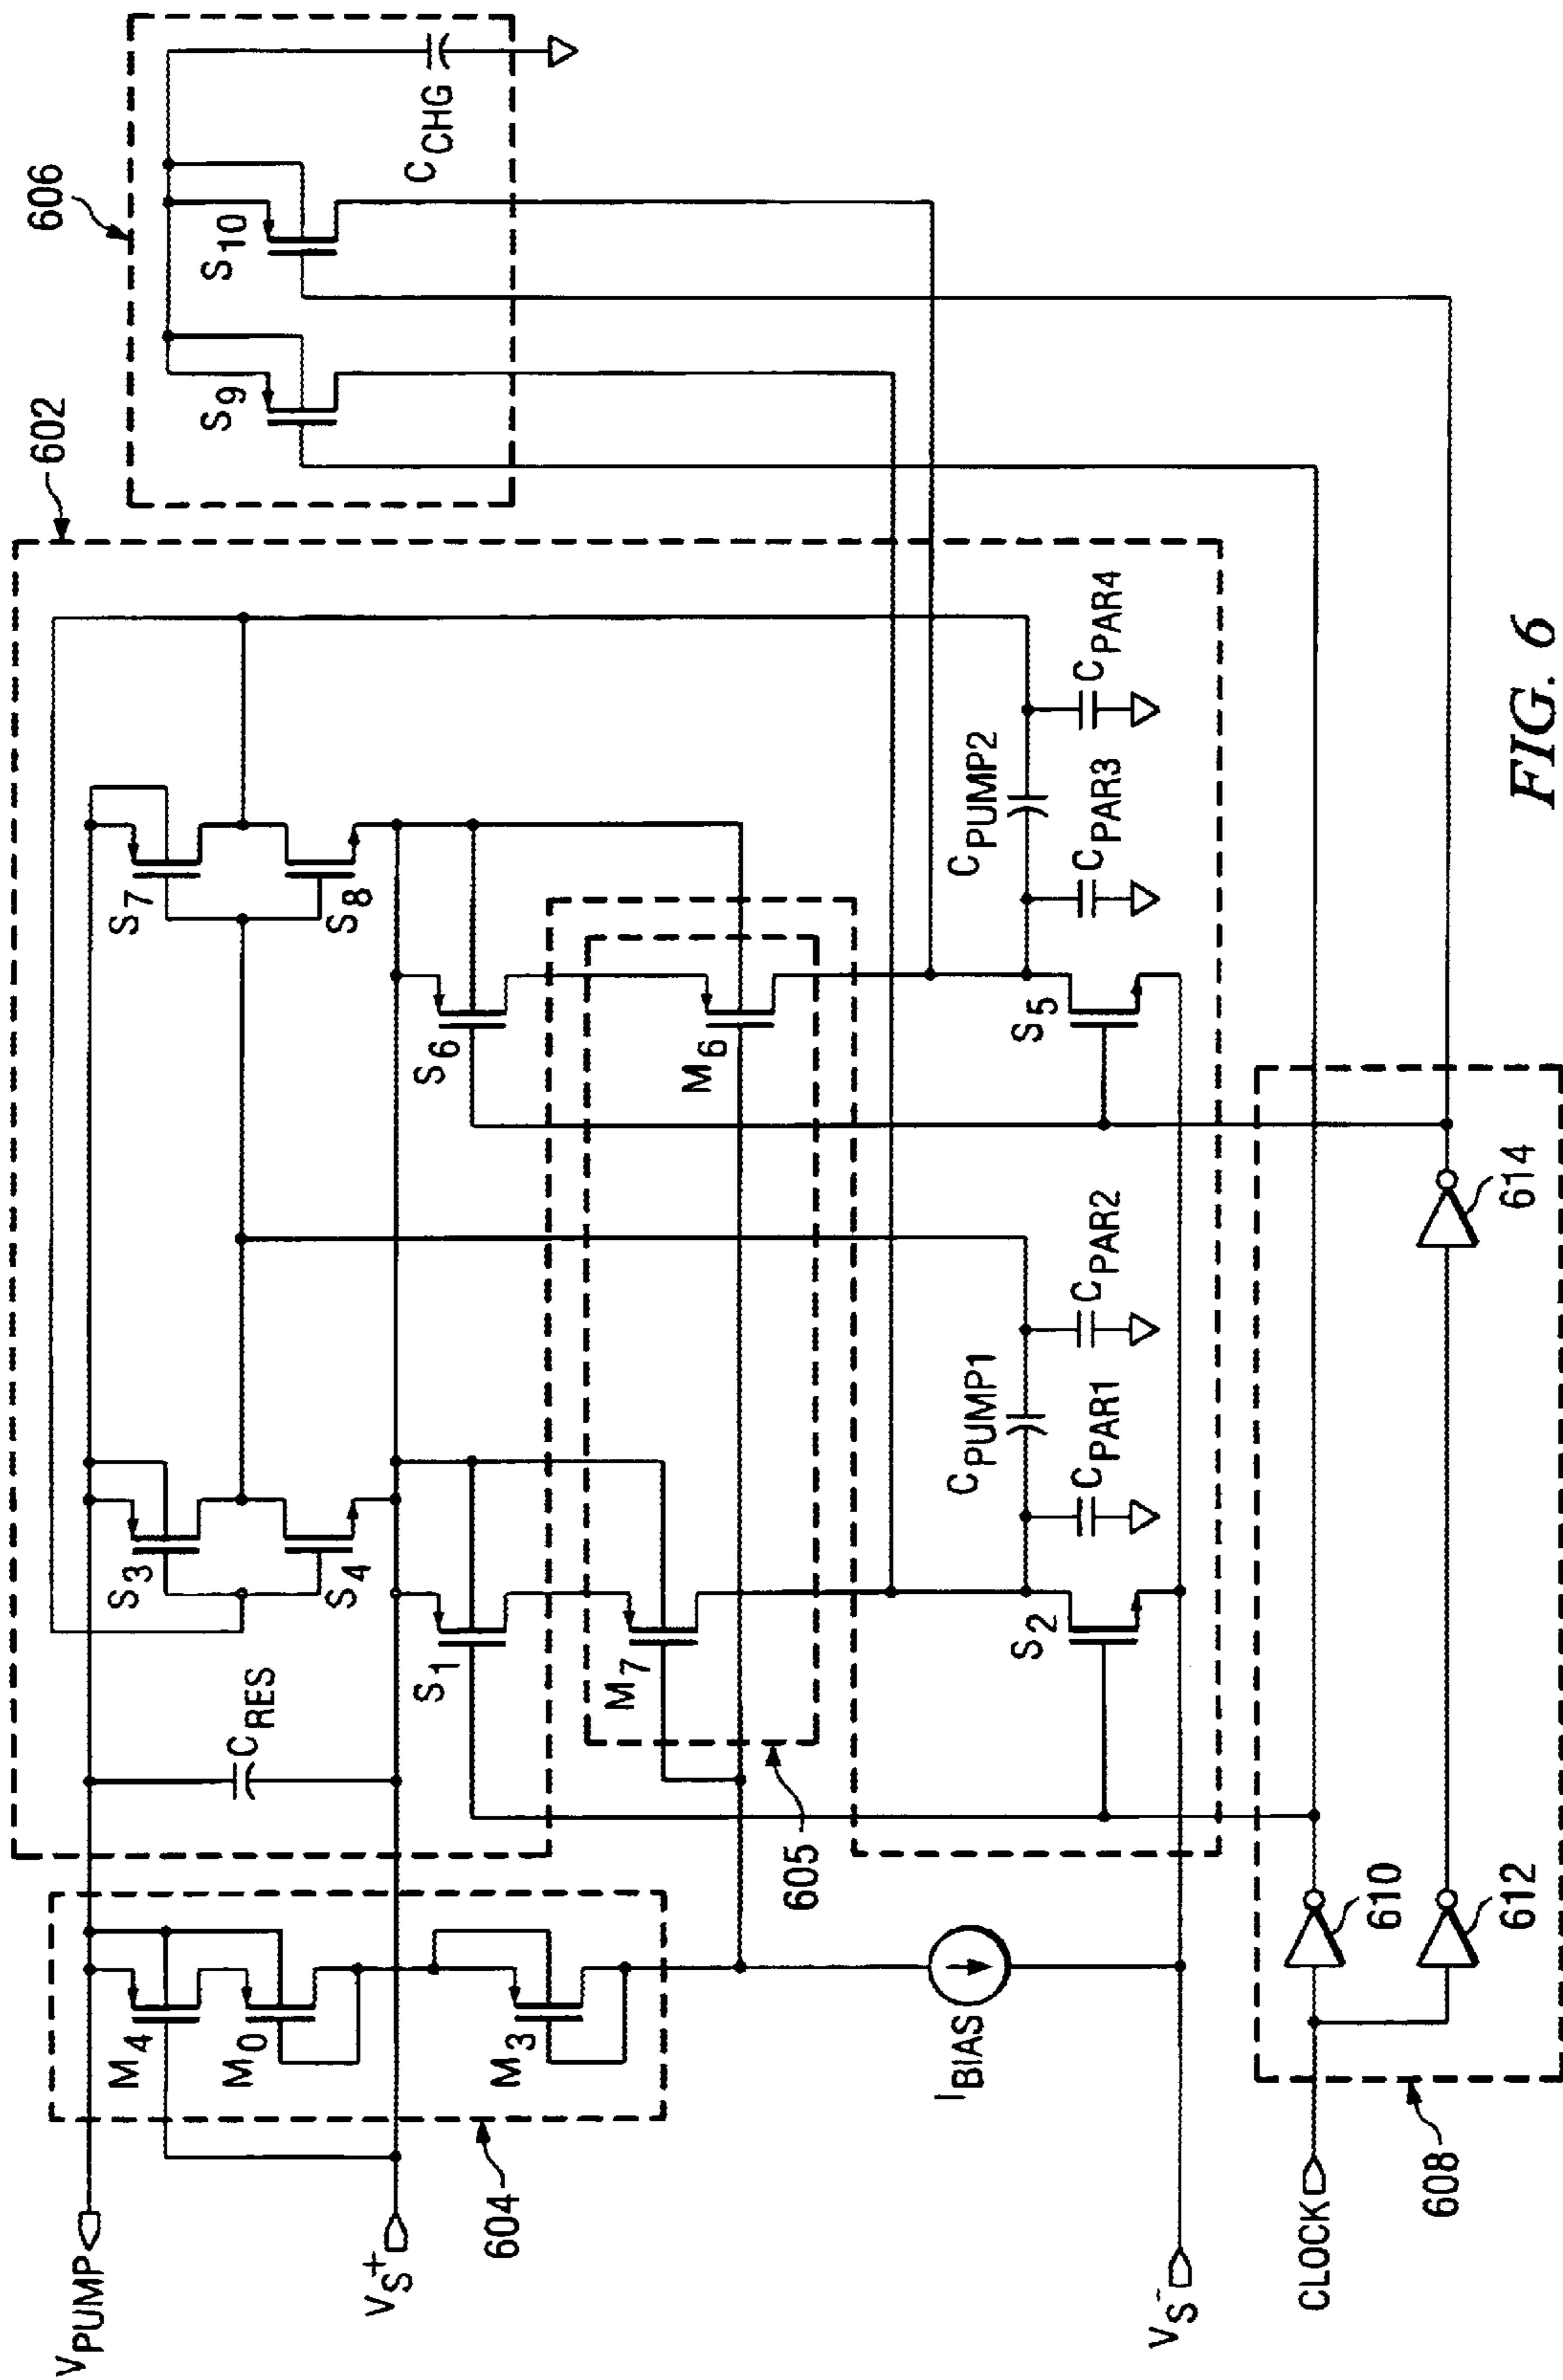 606
602
S10
S9
CCHG
VPUMP
M4
M0
M3
CRES
S3
S4
S7
S8
VS+
604
S1
S6
M7
M6
605
IBIAS
S2
S5
CPUMP1
CPAR1
CPAR2
CPUMP2
CPAR3
CPAR4
VS-
CLOCK
608
610
612
614
FIG. 6